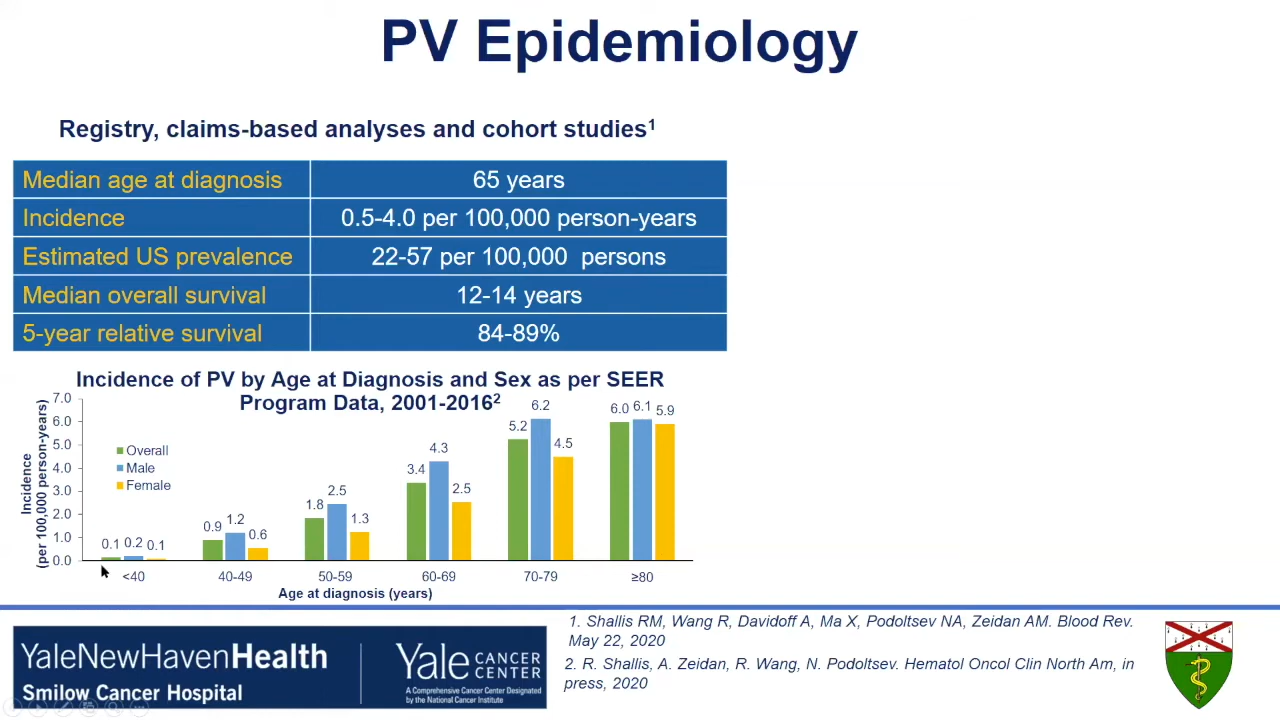 PV Epidemiology
Registry, claims-based analyses and cohort studies¹
Median age at diagnosis 65 years
Incidence 0.5-4.0 per 100,000 person-years
Estimated US prevalence 22-57 per 100,000 persons
Median overall survival 12-14 years
5-year relative survival 84-89%
Incidence of PV by Age at Diagnosis and Sex as per SEER
Program Data, 2001-2016²
Incidence
(per 100,000 person-years)
7.0
6.0
5.0
4.0
3.0
2.0
1.0
0.0
Overall
Male
Female
0.1 0.2 0.1
0.9 1.2 0.6
1.8 2.5 1.3
3.4 4.3 2.5
5.2 6.2 4.5
6.0 6.1 5.9
<40 40-49 50-59 60-69 70-79 ≥80
Age at diagnosis (years)
YaleNewHavenHealth
Smilow Cancer Hospital
Yale CANCER
CENTER
A Comprehensive Cancer Center Designated
by the National Cancer Institute
1. Shallis RM, Wang R, Davidoff A, Ma X, Podoltsev NA, Zeidan AM. Blood Rev.
May 22, 2020
2. R. Shallis, A. Zeidan, R. Wang, N. Podoltsev. Hematol Oncol Clin North Am, in
press, 2020